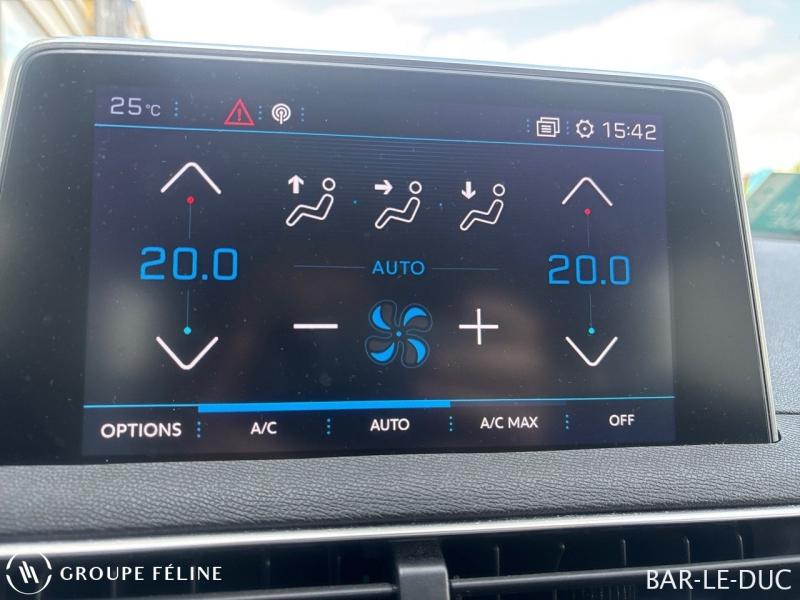 25°C 15:42
20.0 AUTO 20.0
OPTIONS A/C AUTO A/C MAX OFF
GROUPE FÉLINE BAR-LE-DUC